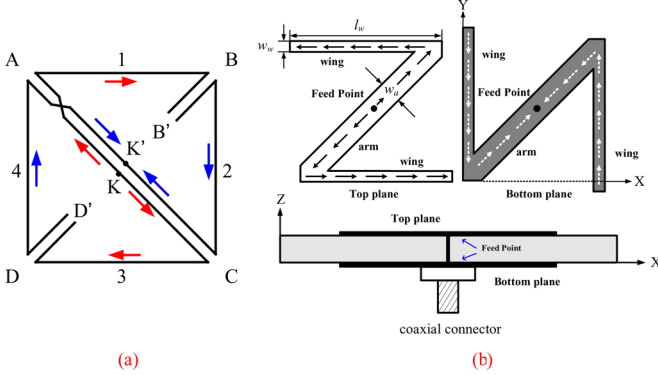 A
1
B
B'
K'
K
4
2
D'
D
3
C
(a)
l_w
w_w
wing
Feed Point
w_a
arm
wing
Top plane
Y
wing
Feed Point
arm
wing
X
Bottom plane
Z
Top plane
Feed Point
X
Bottom plane
coaxial connector
(b)